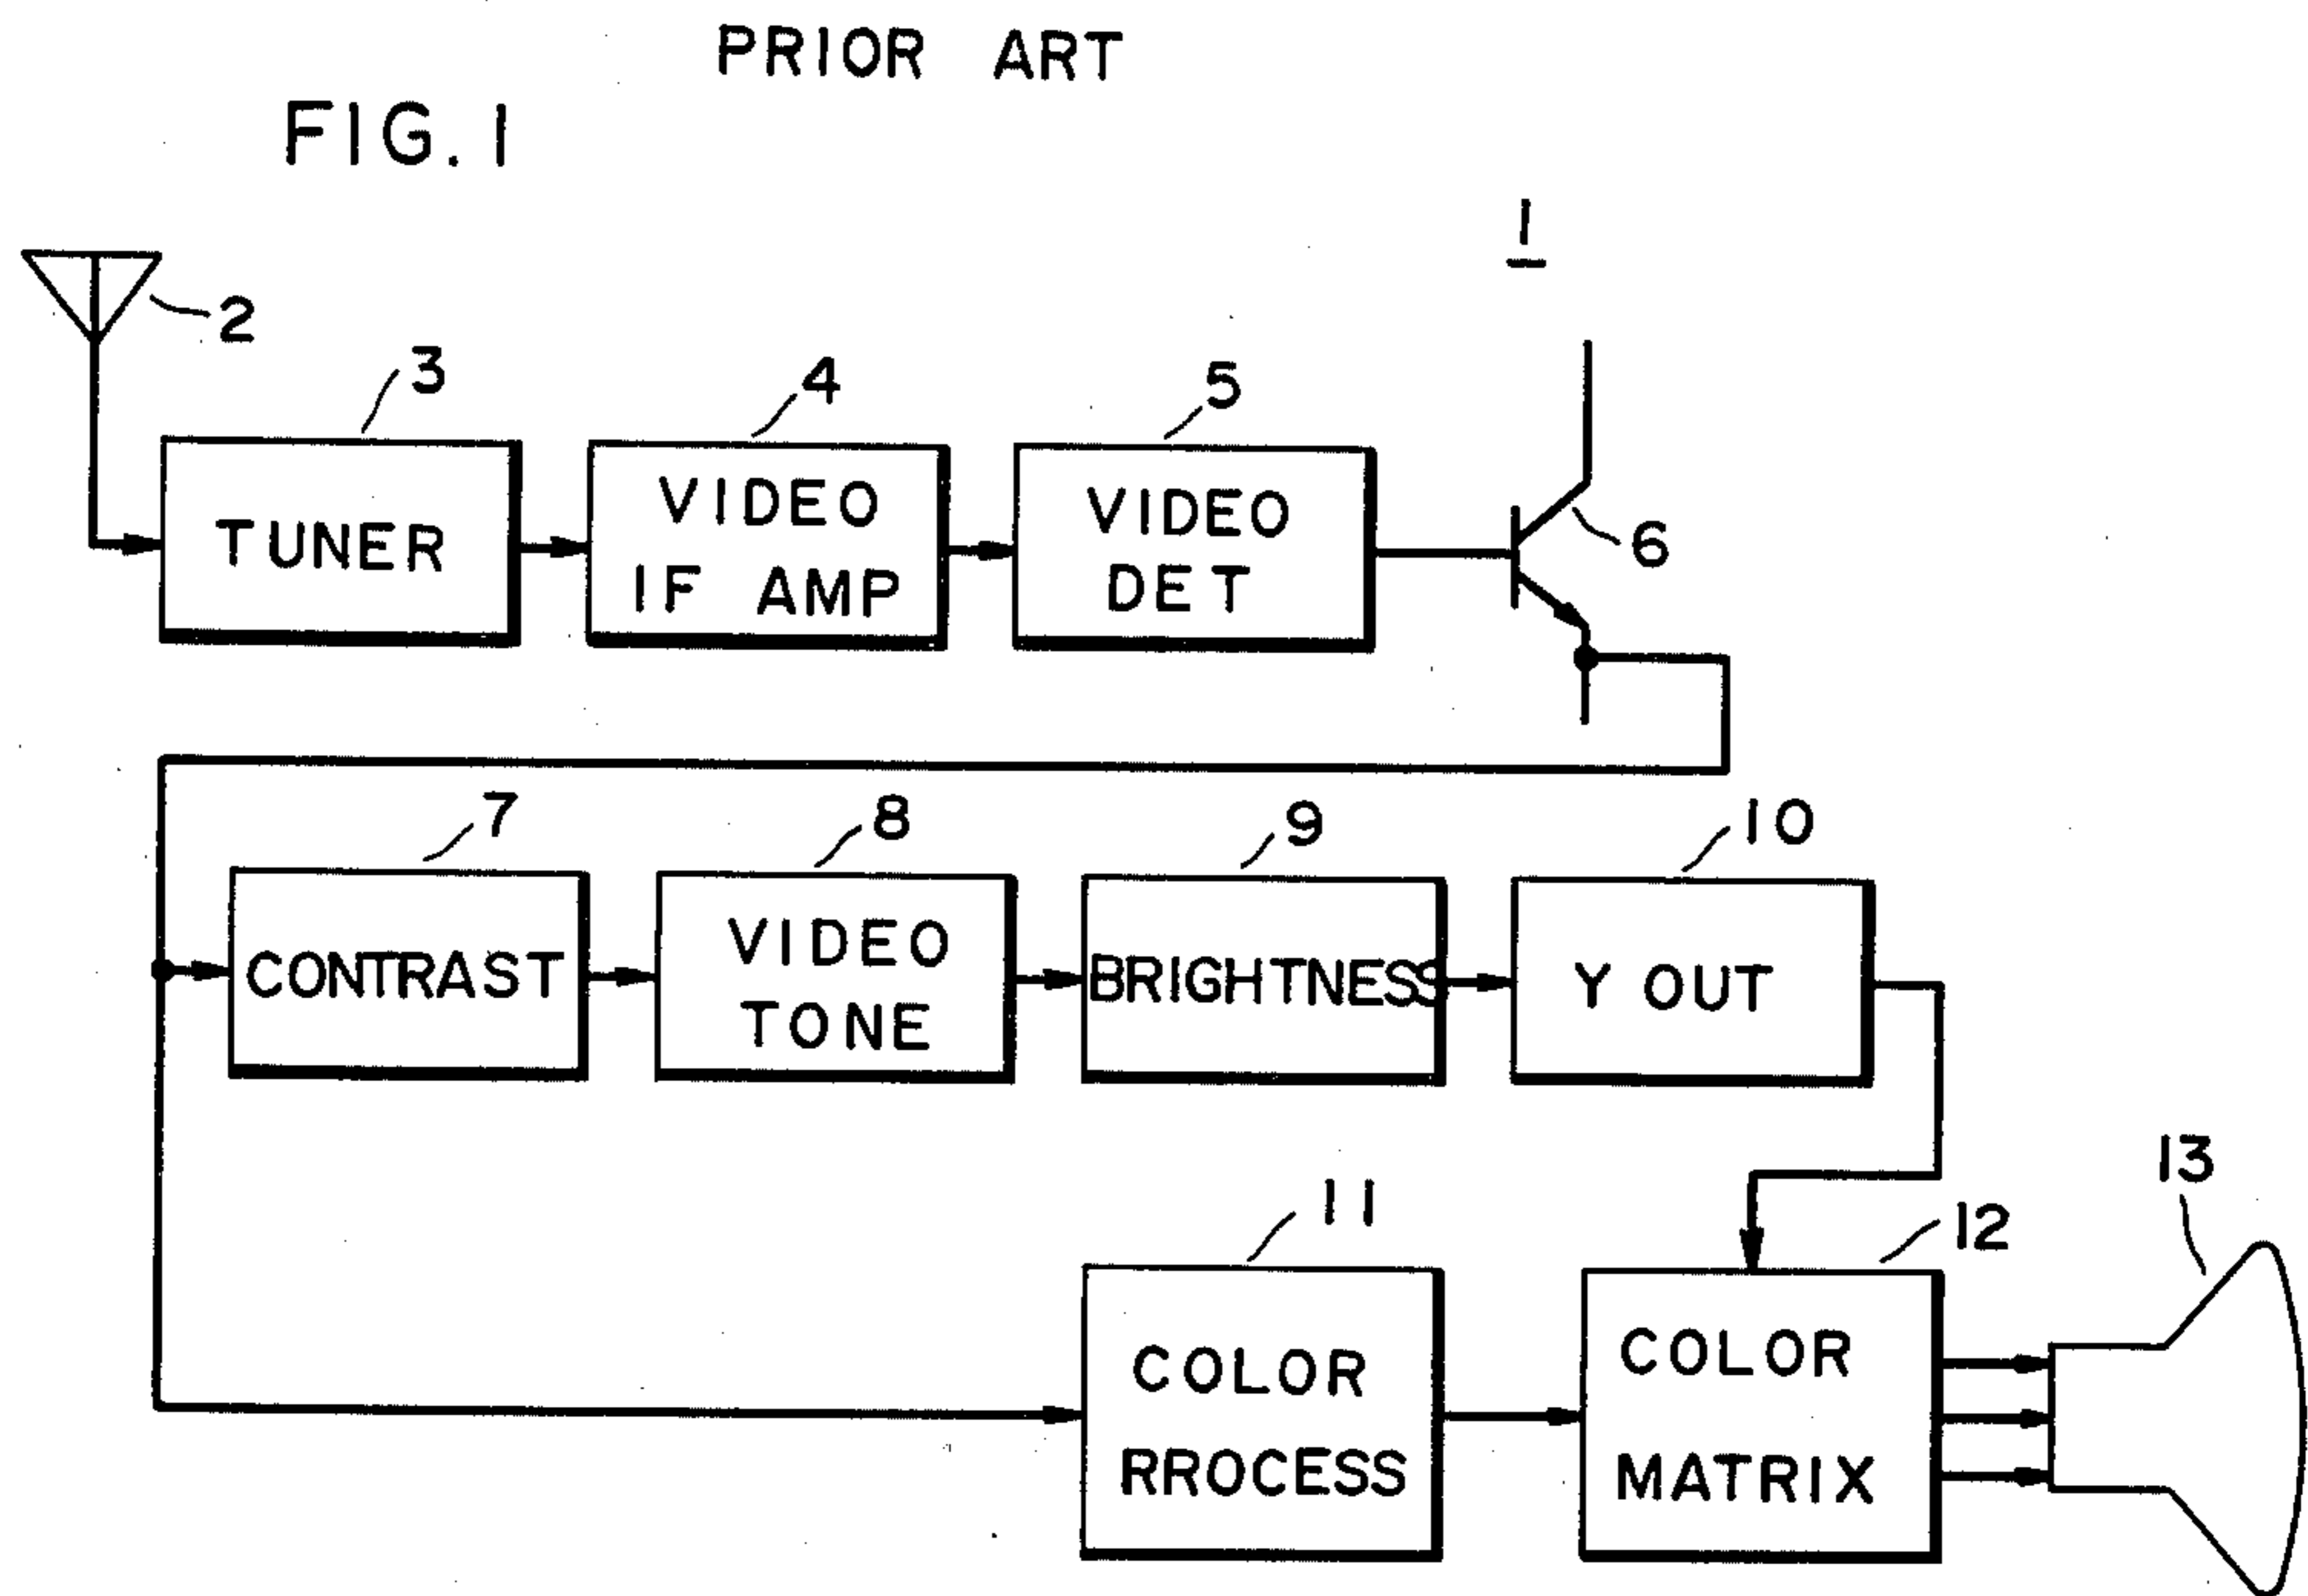 PRIOR ART
FIG. 1
1
2
3
4
5
TUNER
VIDEO
IF AMP
VIDEO
DET
6
7
8
9
10
CONTRAST
VIDEO
TONE
BRIGHTNESS
Y OUT
11
12
13
COLOR
RROCESS
COLOR
MATRIX